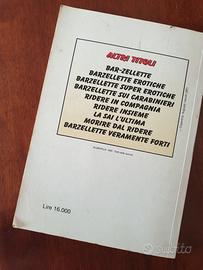 ALTRI TITOLI
BAR-ZELLETTE
BARZELLETTE EROTICHE
BARZELLETTE SUPER EROTICHE
BARZELLETTE SUI CARABINIERI
RIDERE IN COMPAGNIA
RIDERE INSIEME
LA SAI L'ULTIMA
MORIRE DAL RIDERE
BARZELLETTE VERAMENTE FORTI
Lire 16.000
subito